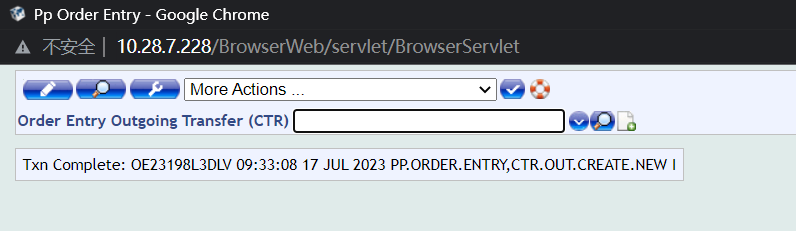 Pp Order Entry - Google Chrome
不安全 | 10.28.7.228/BrowserWeb/servlet/BrowserServlet
More Actions ...
Order Entry Outgoing Transfer (CTR)
Txn Complete: OE23198L3DLV 09:33:08 17 JUL 2023 PP.ORDER.ENTRY,CTR.OUT.CREATE.NEW I